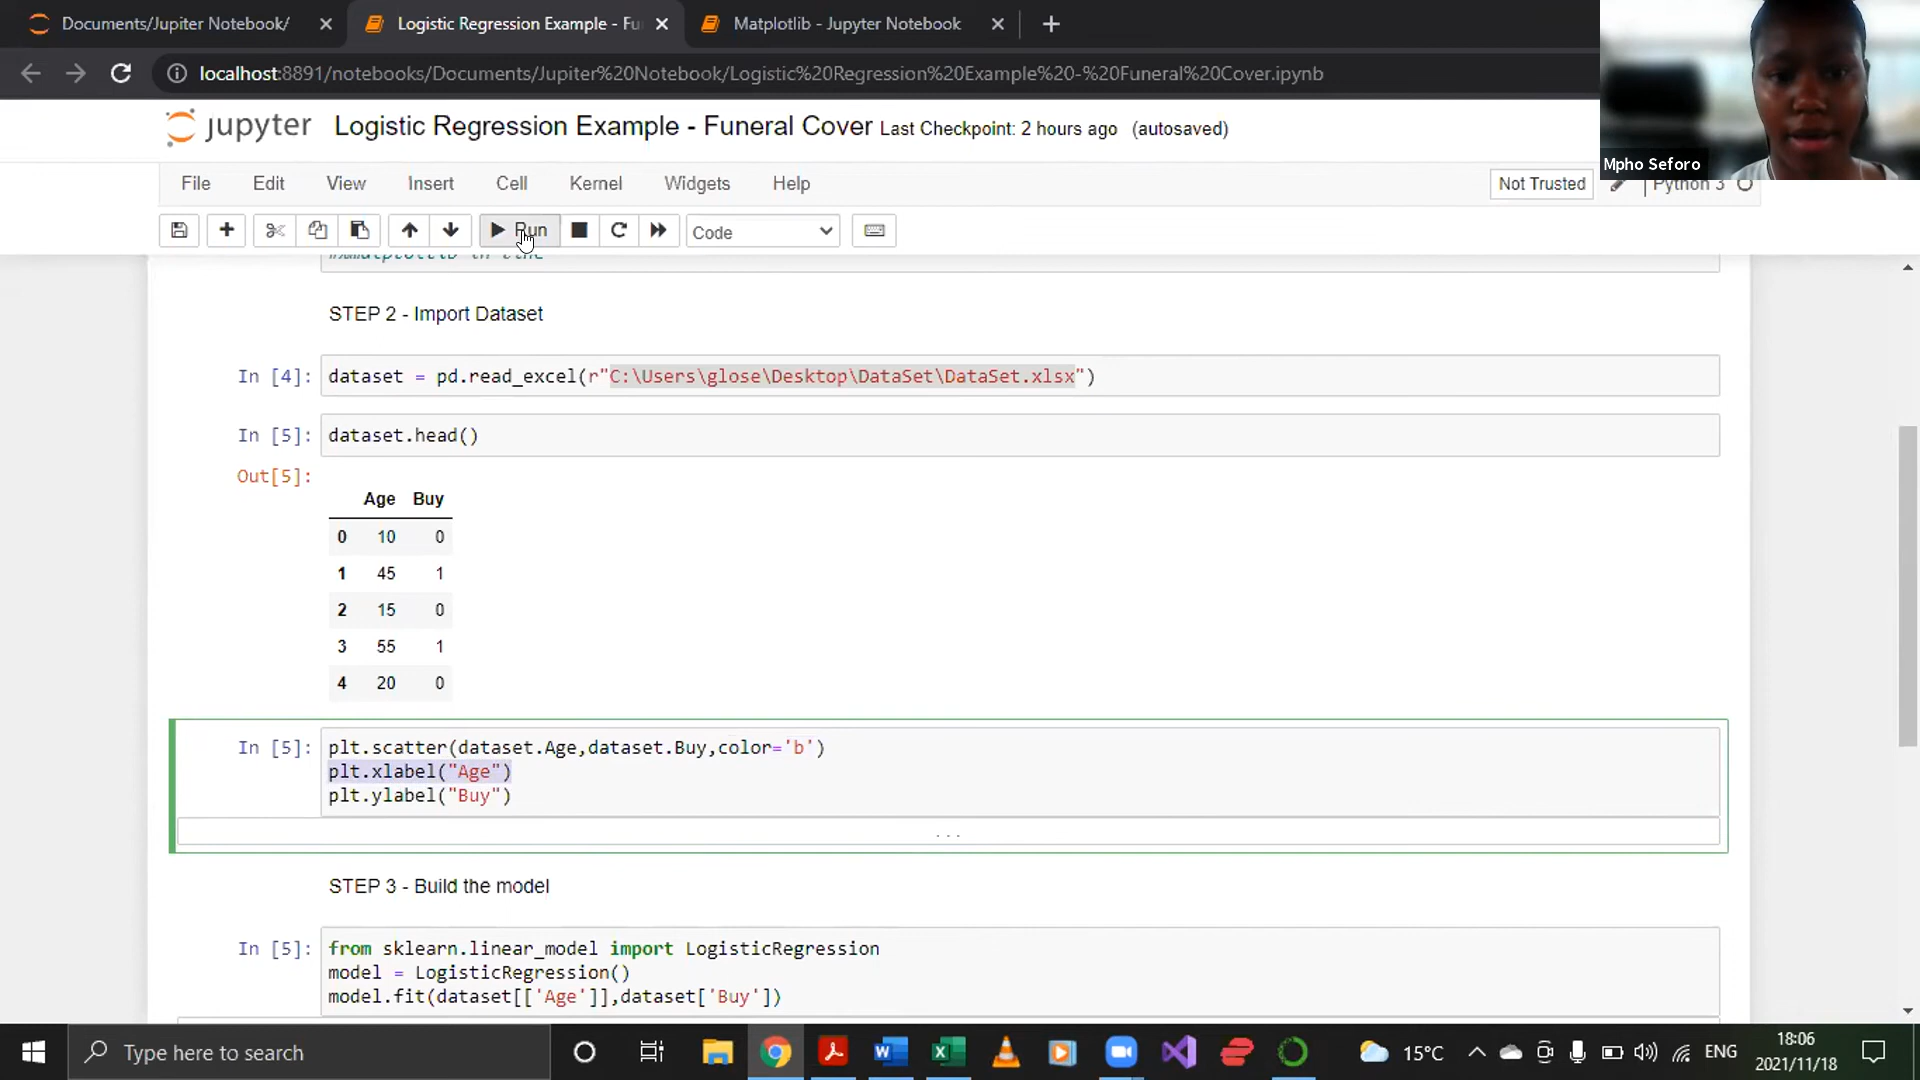 Documents/Jupiter Notebook/
Logistic Regression Example - Fu
Matplotlib - Jupyter Notebook
localhost:8891/notebooks/Documents/Jupiter%20Notebook/Logistic%20Regression%20Example%20-%20Funeral%20Cover.ipynb
jupyter Logistic Regression Example - Funeral Cover Last Checkpoint: 2 hours ago (autosaved)
Mpho Seforo
File Edit View Insert Cell Kernel Widgets Help
Not Trusted
Python 3
Run
Code
STEP 2 - Import Dataset
In [4]: dataset = pd.read_excel(r"C:\Users\glose\Desktop\DataSet\DataSet.xlsx")
In [5]: dataset.head()
Out[5]:
Age Buy
0 10 0
1 45 1
2 15 0
3 55 1
4 20 0
In [5]: plt.scatter(dataset.Age,dataset.Buy,color='b')
plt.xlabel("Age")
plt.ylabel("Buy")
...
STEP 3 - Build the model
In [5]: from sklearn.linear_model import LogisticRegression
model = LogisticRegression()
model.fit(dataset[['Age']],dataset['Buy'])
Type here to search
15°C
ENG
18:06
2021/11/18